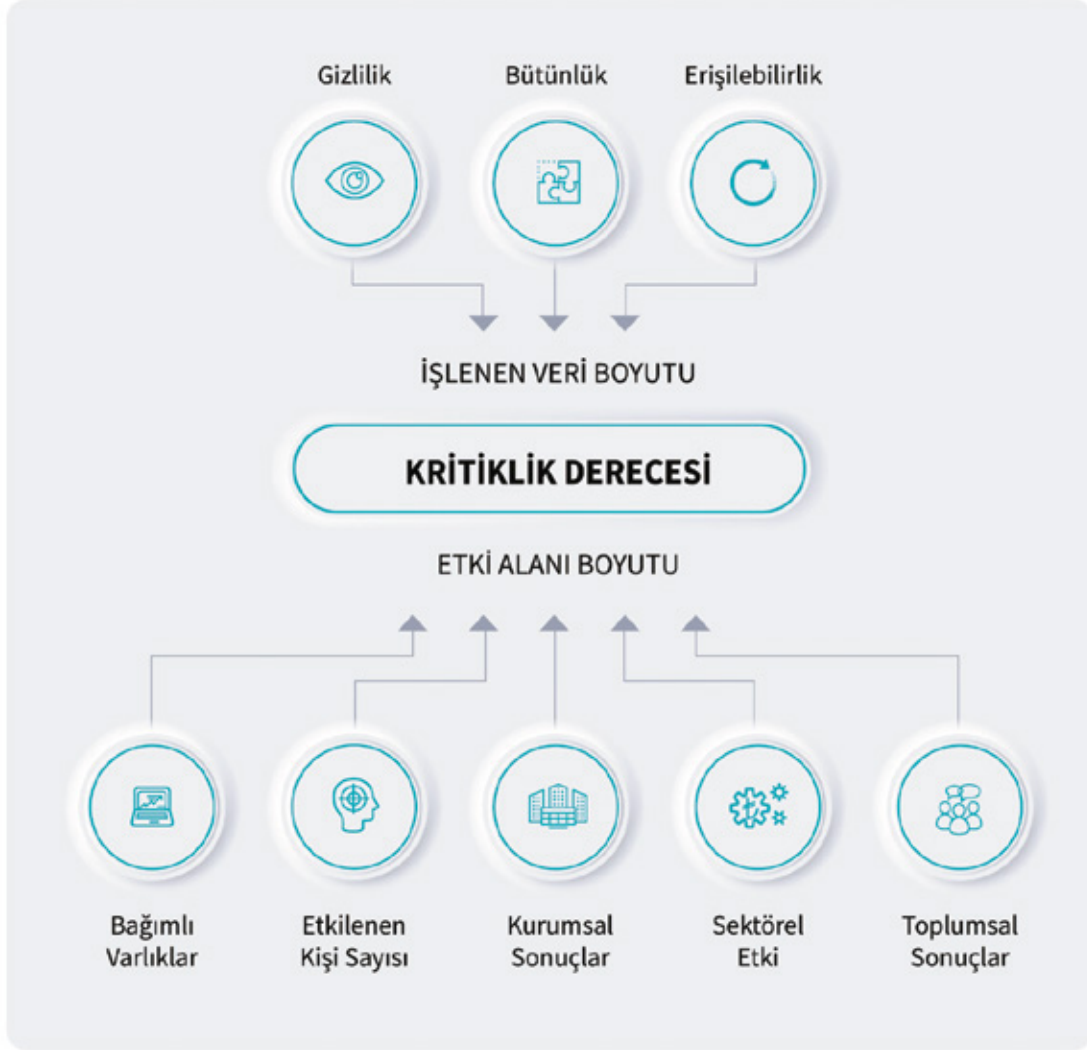 Gizlilik
Bütünlük
Erişilebilirlik
İŞLENEN VERİ BOYUTU
KRİTİKLİK DERECESİ
ETKİ ALANI BOYUTU
Bağımlı
Varlıklar
Etkilenen
Kişi Sayısı
Kurumsal
Sonuçlar
Sektörel
Etki
Toplumsal
Sonuçlar